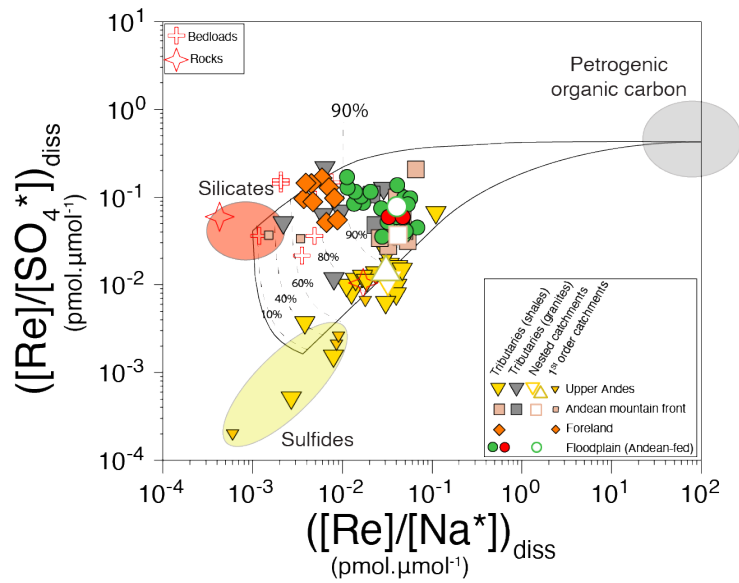 10¹
10⁰
10⁻¹
10⁻²
10⁻³
10⁻⁴
([Re]/[SO₄*])diss
(pmol.µmol⁻¹)
Bedloads
Rocks
Petrogenic
organic carbon
90%
Silicates
90%
80%
60%
40%
10%
Sulfides
Tributaries (shales)
Tributaries (granites)
Nested catchments
1st order catchments
Upper Andes
Andean mountain front
Foreland
Floodplain (Andean-fed)
10⁻⁴ 10⁻³ 10⁻² 10⁻¹ 10⁰ 10¹ 10²
([Re]/[Na*])diss
(pmol.µmol⁻¹)